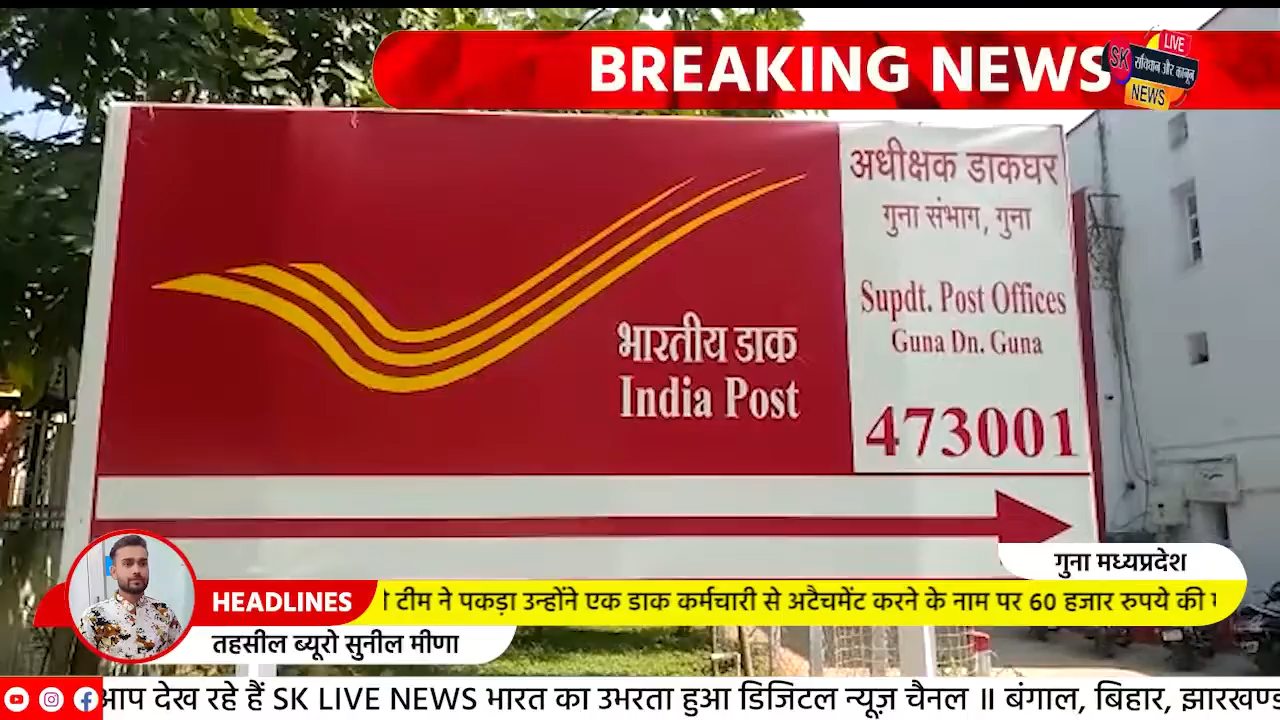 BREAKING NEWS
LIVE
SK
संविधान और कानून
NEWS
अधीक्षक डाकघर
गुना संभाग, गुना
Supdt. Post Offices
Guna Dn. Guna
473001
भारतीय डाक
India Post
गुना मध्यप्रदेश
HEADLINES
टीम ने पकड़ा उन्होंने एक डाक कर्मचारी से अटैचमेंट करने के नाम पर 60 हजार रुपये की
तहसील ब्यूरो सुनील मीणा
आप देख रहे हैं SK LIVE NEWS भारत का उभरता हुआ डिजिटल न्यूज़ चैनल ॥ बंगाल, बिहार, झारखण्ड